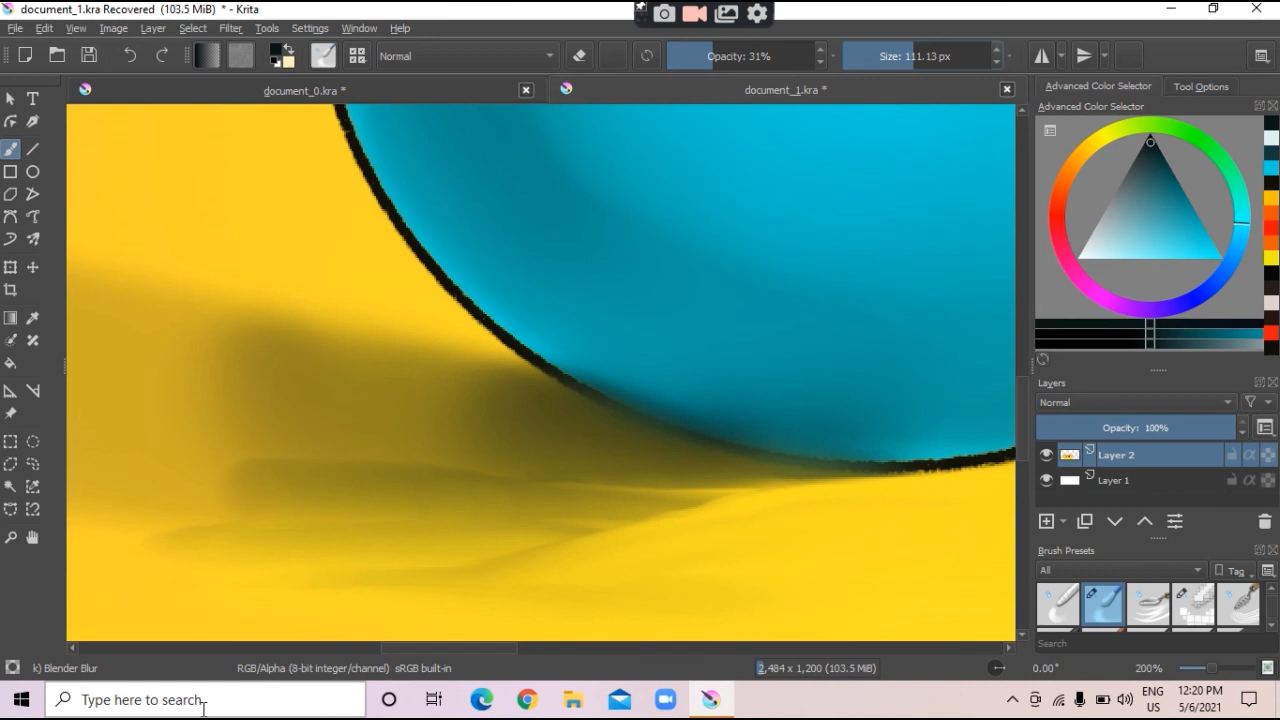 document_1.kra Recovered (103.5 MiB) * - Krita
File Edit View Image Layer Select Filter Tools Settings Window Help
Normal
Opacity: 31%
Size: 111.13 px
document_0.kra *
document_1.kra *
Advanced Color Selector
Tool Options
Advanced Color Selector
Layers
Normal
Opacity: 100%
Layer 2
Layer 1
Brush Presets
All
Tag
Search
k) Blender Blur
RGB/Alpha (8-bit integer/channel) sRGB built-in
2,484 x 1,200 (103.5 MiB)
0.00°
200%
Type here to search
ENG
US
12:20 PM
5/6/2021